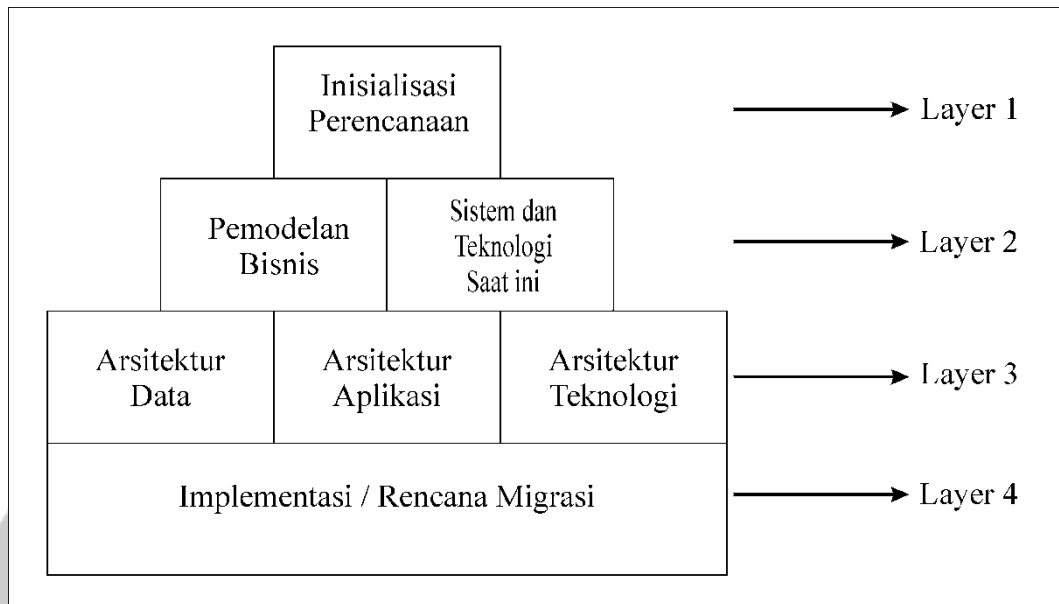 Inisialisasi
Perencanaan
Layer 1
Pemodelan
Bisnis
Sistem dan
Teknologi
Saat ini
Layer 2
Arsitektur
Data
Arsitektur
Aplikasi
Arsitektur
Teknologi
Layer 3
Implementasi / Rencana Migrasi
Layer 4